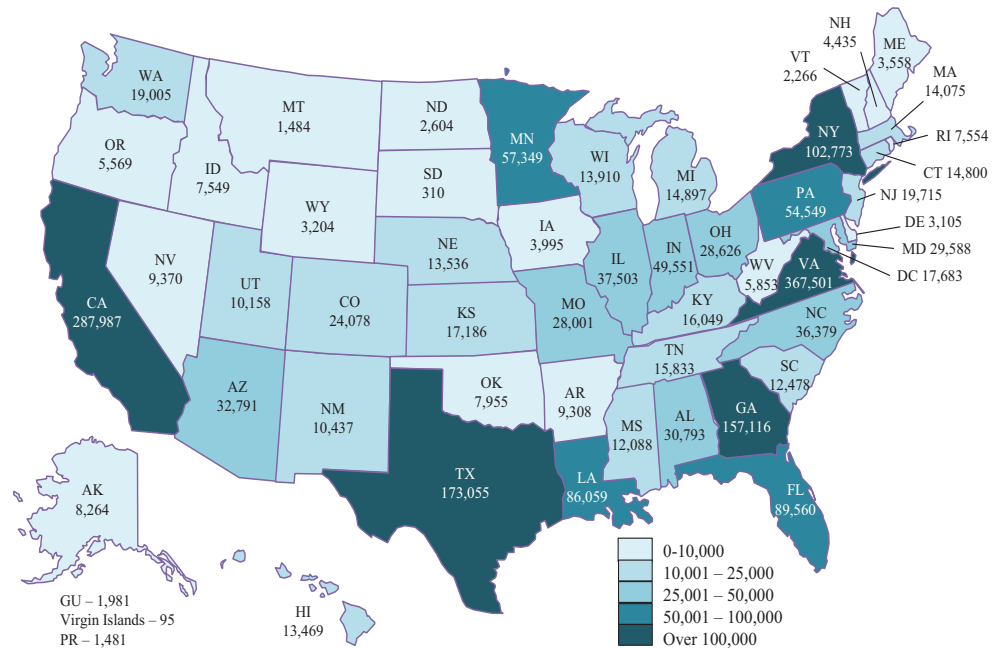 NH
4,435
ME
3,558
VT
2,266
MA
14,075
WA
19,005
MT
1,484
ND
2,604
MN
57,349
NY
102,773
RI 7,554
OR
5,569
ID
7,549
SD
310
WI
13,910
MI
14,897
CT 14,800
PA
54,549
NJ 19,715
WY
3,204
IA
3,995
DE 3,105
NV
9,370
NE
13,536
IL
37,503
IN
49,551
OH
28,626
MD 29,588
WV
5,853
VA
367,501
DC 17,683
CA
287,987
UT
10,158
CO
24,078
KS
17,186
MO
28,001
KY
16,049
NC
36,379
TN
15,833
AZ
32,791
NM
10,437
OK
7,955
AR
9,308
SC
12,478
MS
12,088
AL
30,793
GA
157,116
TX
173,055
LA
86,059
FL
89,560
AK
8,264
HI
13,469
GU – 1,981
Virgin Islands – 95
PR – 1,481
0-10,000
10,001 – 25,000
25,001 – 50,000
50,001 – 100,000
Over 100,000